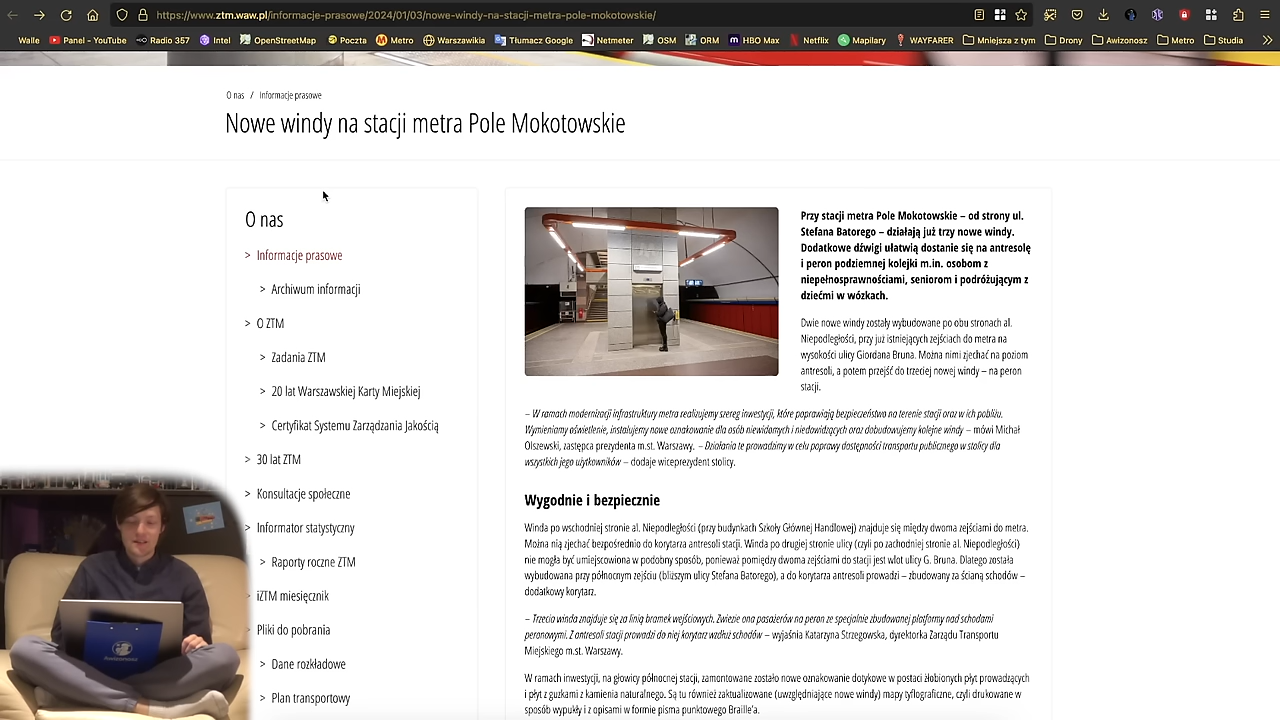 https://www.ztm.waw.pl/informacje-prasowe/2024/01/03/nowe-windy-na-stacji-metra-pole-mokotowskie/
Walle Panel - YouTube Radio 357 Intel OpenStreetMap Poczta Metro Warszawikia Tłumacz Google Netmeter OSM ORM HBO Max Netflix Mapilary WAYFARER Mniejsza z tym Drony Awizonosz Metro Studia
O nas / Informacje prasowe
Nowe windy na stacji metra Pole Mokotowskie
O nas
> Informacje prasowe
> Archiwum informacji
> O ZTM
> Zadania ZTM
> 20 lat Warszawskiej Karty Miejskiej
> Certyfikat Systemu Zarządzania Jakością
> 30 lat ZTM
> Konsultacje społeczne
> Informator statystyczny
> Raporty roczne ZTM
> iZTM miesięcznik
> Pliki do pobrania
> Dane rozkładowe
> Plan transportowy
Przy stacji metra Pole Mokotowskie – od strony ul.
Stefana Batorego – działają już trzy nowe windy.
Dodatkowe dźwigi ułatwią dostanie się na antresolę
i peron podziemnej kolejki m.in. osobom z
niepełnosprawnościami, seniorom i podróżującym z
dziećmi w wózkach.
Dwie nowe windy zostały wybudowane po obu stronach al.
Niepodległości, przy już istniejących zejściach do metra na
wysokości ulicy Giordana Bruna. Można nimi zjechać na poziom
antresoli, a potem przejść do trzeciej nowej windy – na peron
stacji.
– W ramach modernizacji infrastruktury metra realizujemy szereg inwestycji, które poprawiają bezpieczeństwo na terenie stacji oraz w ich pobliżu.
Wymieniamy oświetlenie, instalujemy nowe oznakowanie dla osób niewidomych i niedowidzących oraz dobudowujemy kolejne windy – mówi Michał
Olszewski, zastępca prezydenta m.st. Warszawy. – Działania te prowadzimy w celu poprawy dostępności transportu publicznego w stolicy dla
wszystkich jego użytkowników – dodaje wiceprezydent stolicy.
Wygodnie i bezpiecznie
Winda po wschodniej stronie al. Niepodległości (przy budynkach Szkoły Głównej Handlowej) znajduje się między dwoma zejściami do metra.
Można nią zjechać bezpośrednio do korytarza antresoli stacji. Winda po drugiej stronie ulicy (czyli po zachodniej stronie al. Niepodległości)
nie mogła być umiejscowiona w podobny sposób, ponieważ pomiędzy dwoma zejściami do stacji jest wlot ulicy G. Bruna. Dlatego została
wybudowana przy północnym zejściu (bliższym ulicy Stefana Batorego), a do korytarza antresoli prowadzi – zbudowany za ścianą schodów –
dodatkowy korytarz.
– Trzecia winda znajduje się za linią bramek wejściowych. Zwiezie ona pasażerów na peron ze specjalnie zbudowanej platformy nad schodami
peronowymi. Z antresoli stacji prowadzi do niej korytarz wzdłuż schodów – wyjaśnia Katarzyna Strzegowska, dyrektorka Zarządu Transportu
Miejskiego m.st. Warszawy.
W ramach inwestycji, na głowicy północnej stacji, zamontowane zostało nowe oznakowanie dotykowe w postaci żłobionych płyt prowadzących
i płyt z guzkami z kamienia naturalnego. Są tu również zaktualizowane (uwzględniające nowe windy) mapy tyflograficzne, czyli drukowane w
sposób wypukły i z opisami w formie pisma punktowego Braille'a.